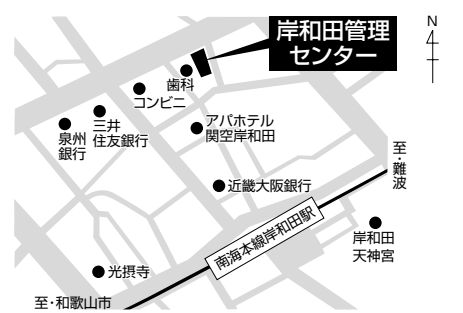 岸和田管理
センター
N
歯科
コンビニ
三井
住友銀行
泉州
銀行
アパホテル
関空岸和田
至・難波
近畿大阪銀行
南海本線岸和田駅
岸和田
天神宮
光摂寺
至・和歌山市